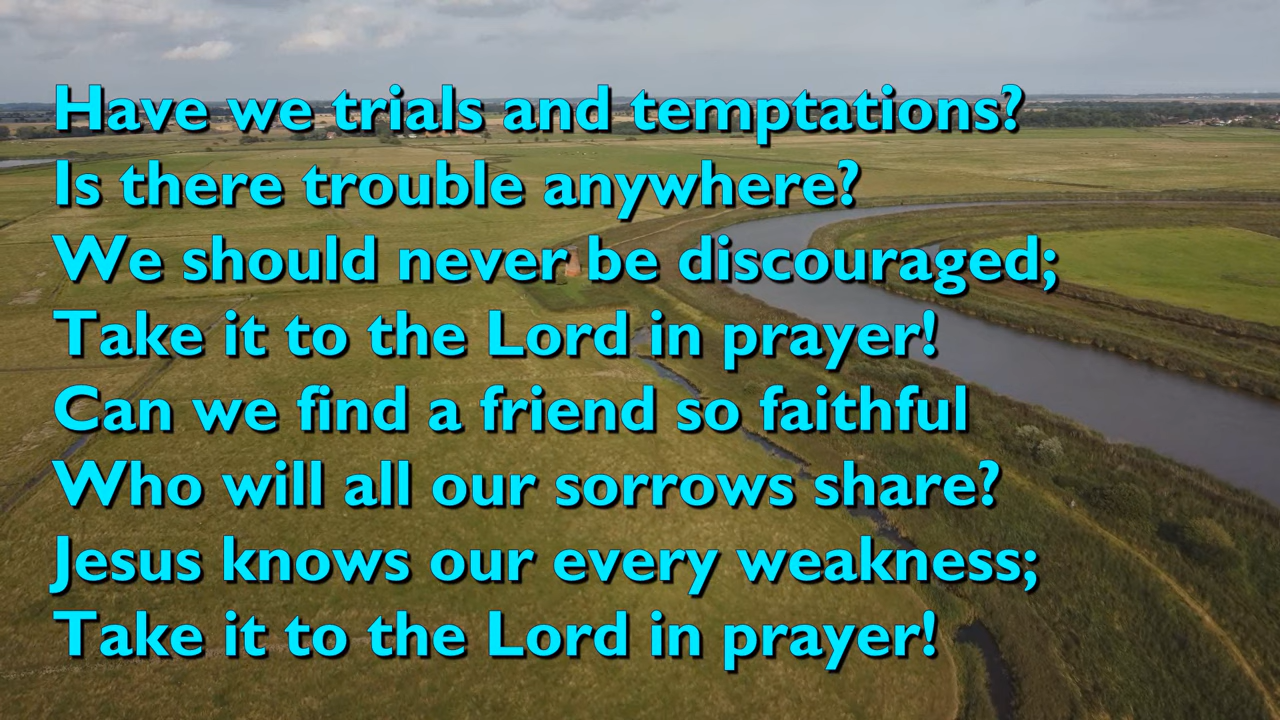 Have we trials and temptations?
Is there trouble anywhere?
We should never be discouraged;
Take it to the Lord in prayer!
Can we find a friend so faithful
Who will all our sorrows share?
Jesus knows our every weakness;
Take it to the Lord in prayer!